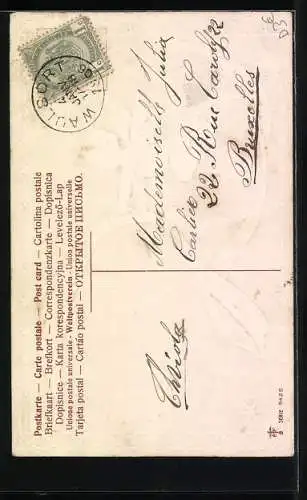 Postkarte — Carte postale — Post card — Cartolina postale
Briefkaart — Brefkort — Correspondenzkarte — Dopisnica
Dopisnice — Karta korespondencyjna — Levelező-Lap
Unione postale universale - Weltpostverein - Union postale universelle
Tarjeta postal — Cartão postal — ОТКРЫТОЕ ПИСЬМО.
WAULSORT
Mademoiselle Julia
Carlier
22, Rue
Bruxelles
SERIE